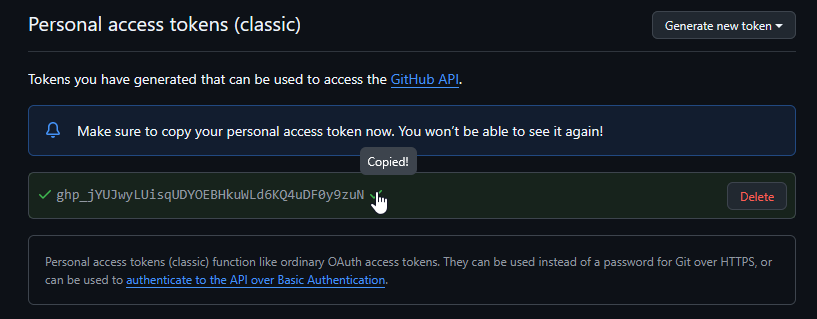 Personal access tokens (classic)
Generate new token
Tokens you have generated that can be used to access the GitHub API.
Make sure to copy your personal access token now. You won't be able to see it again!
Copied!
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
Delete
Personal access tokens (classic) function like ordinary OAuth access tokens. They can be used instead of a password for Git over HTTPS, or
can be used to authenticate to the API over Basic Authentication.